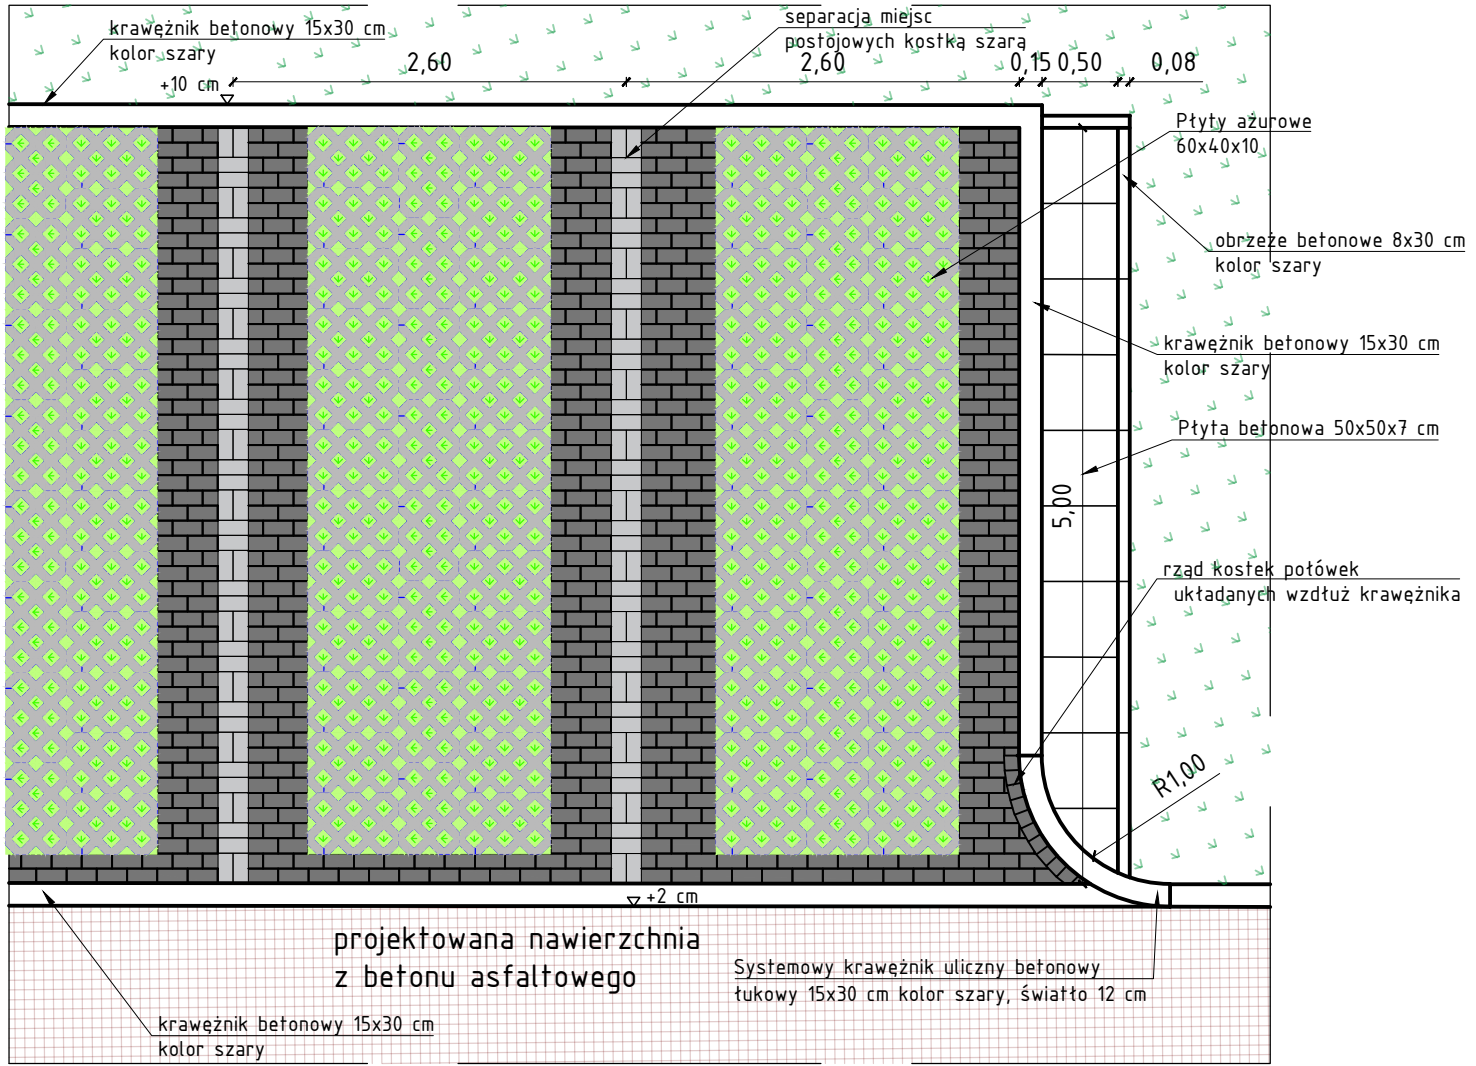 krawężnik betonowy 15x30 cm
kolor szary
+10 cm
separacja miejsc
postojowych kostką szarą
2,60
2,60
0,15
0,50
0,08
Płyty ażurowe
60x40x10
obrzeże betonowe 8x30 cm
kolor szary
krawężnik betonowy 15x30 cm
kolor szary
Płyta betonowa 50x50x7 cm
5,00
rząd kostek połówek
układanych wzdłuż krawężnika
R1,00
+2 cm
projektowana nawierzchnia
z betonu asfaltowego
Systemowy krawężnik uliczny betonowy
łukowy 15x30 cm kolor szary, światło 12 cm
krawężnik betonowy 15x30 cm
kolor szary